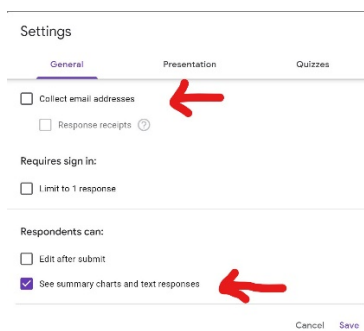 Settings
General Presentation Quizzes
Collect email addresses
Response receipts ?
Requires sign in:
Limit to 1 response
Respondents can:
Edit after submit
See summary charts and text responses
Cancel Save